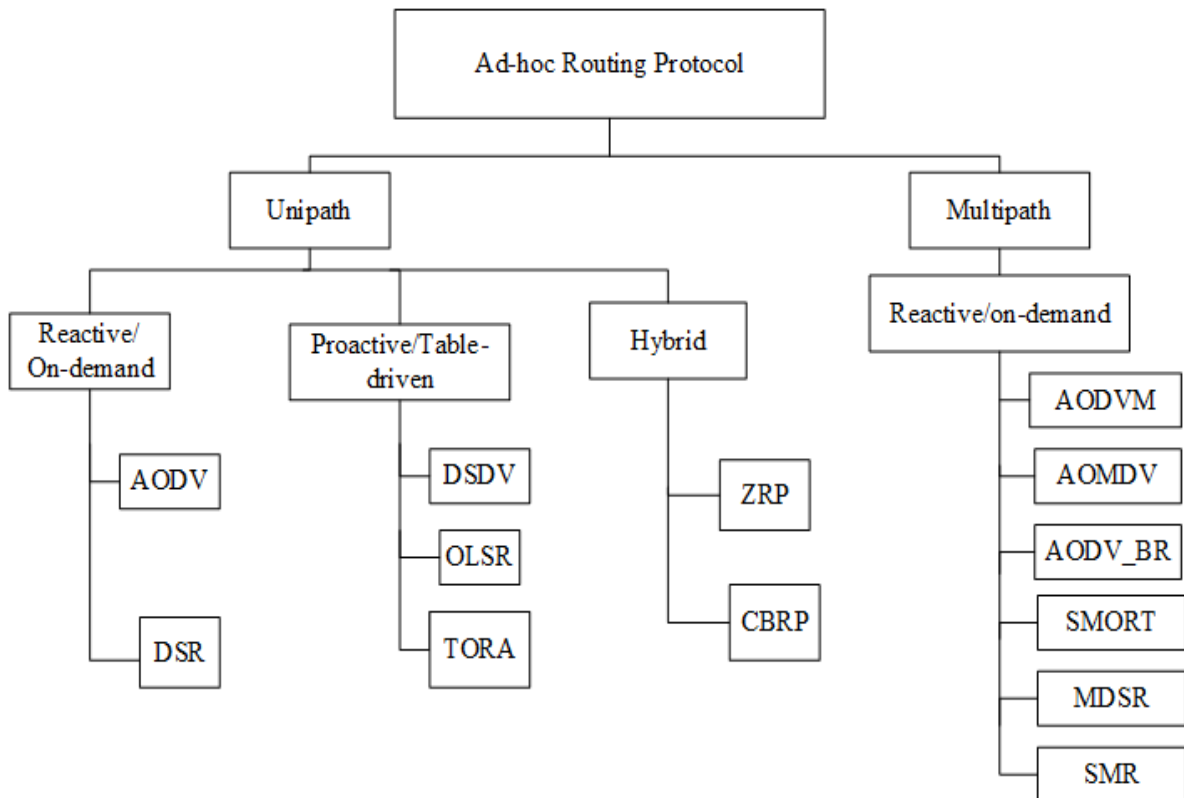 Ad-hoc Routing Protocol
Unipath
Multipath
Reactive/
On-demand
Proactive/Table-
driven
Hybrid
Reactive/on-demand
AODV
DSR
DSDV
OLSR
TORA
ZRP
CBRP
AODVM
AOMDV
AODV_BR
SMORT
MDSR
SMR